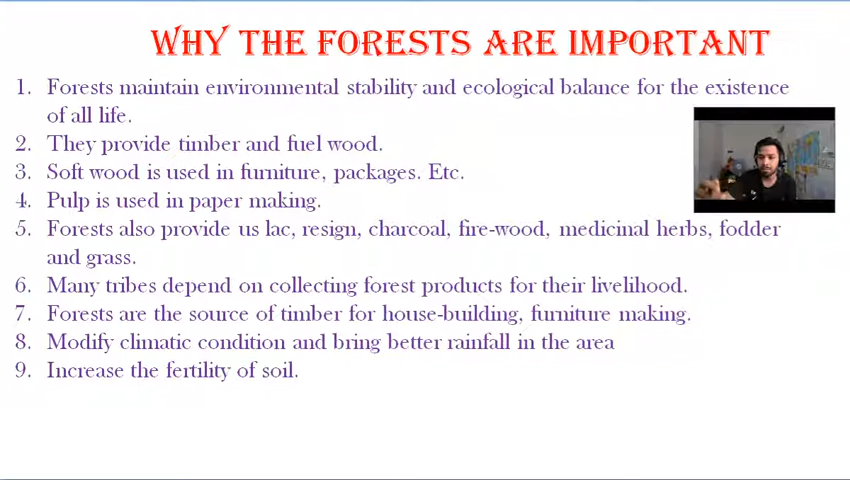 WHY THE FORESTS ARE IMPORTANT
1. Forests maintain environmental stability and ecological balance for the existence
of all life.
2. They provide timber and fuel wood.
3. Soft wood is used in furniture, packages. Etc.
4. Pulp is used in paper making.
5. Forests also provide us lac, resign, charcoal, fire-wood, medicinal herbs, fodder
and grass.
6. Many tribes depend on collecting forest products for their livelihood.
7. Forests are the source of timber for house-building, furniture making.
8. Modify climatic condition and bring better rainfall in the area
9. Increase the fertility of soil.